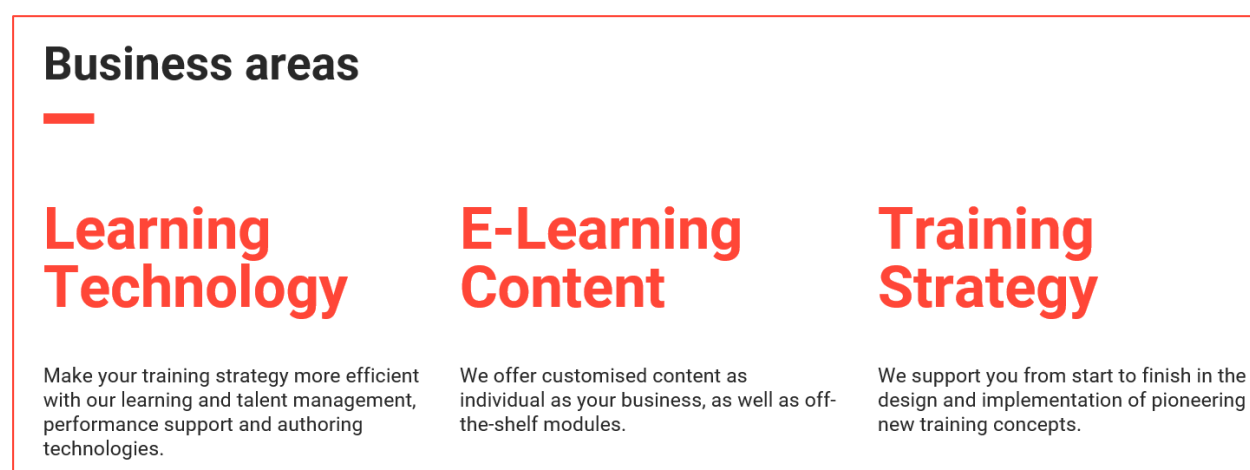 Business areas
Learning
Technology
Make your training strategy more efficient
with our learning and talent management,
performance support and authoring
technologies.
E-Learning
Content
We offer customised content as
individual as your business, as well as off-
the-shelf modules.
Training
Strategy
We support you from start to finish in the
design and implementation of pioneering
new training concepts.